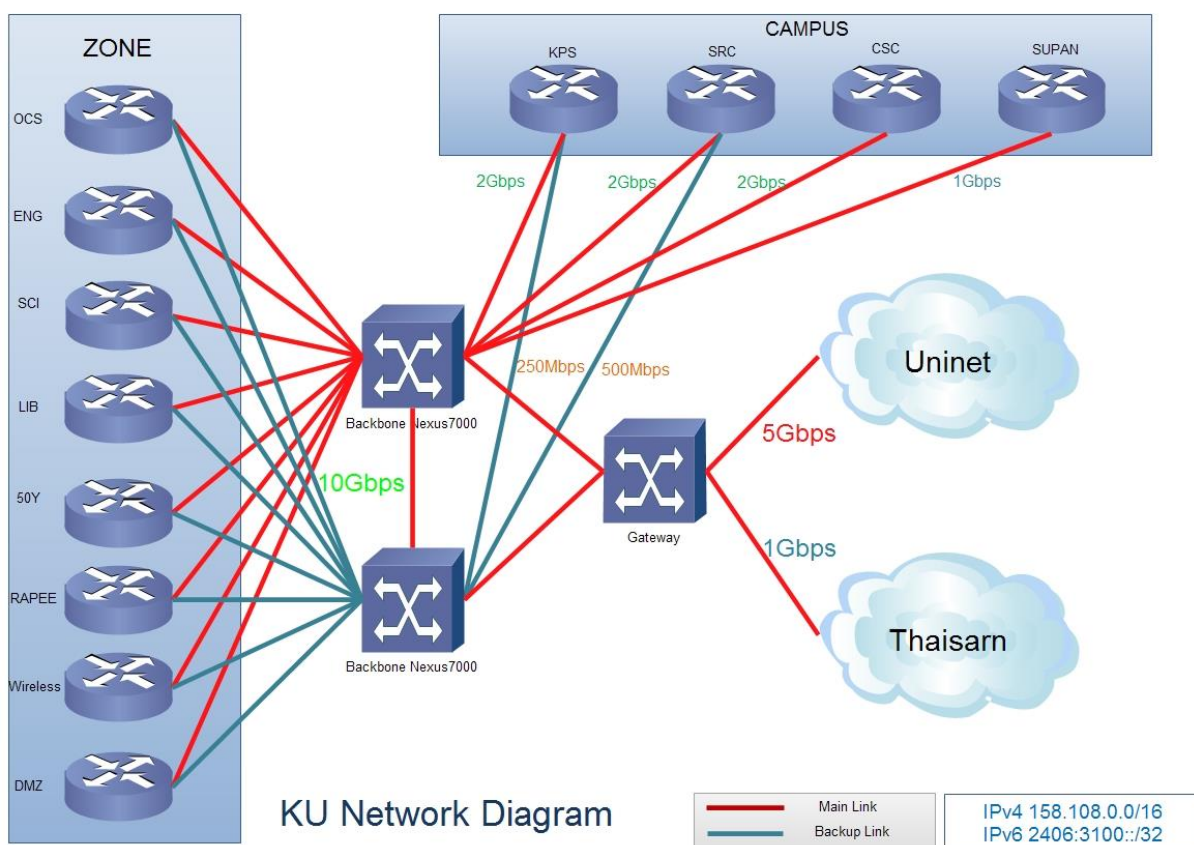 ZONE
OCS
ENG
SCI
LIB
50Y
RAPEE
Wireless
DMZ
CAMPUS
KPS
SRC
CSC
SUPAN
2Gbps
2Gbps
2Gbps
1Gbps
250Mbps
500Mbps
Backbone Nexus7000
10Gbps
Backbone Nexus7000
Gateway
5Gbps
1Gbps
Uninet
Thaisarn
KU Network Diagram
Main Link
Backup Link
IPv4 158.108.0.0/16
IPv6 2406:3100::/32